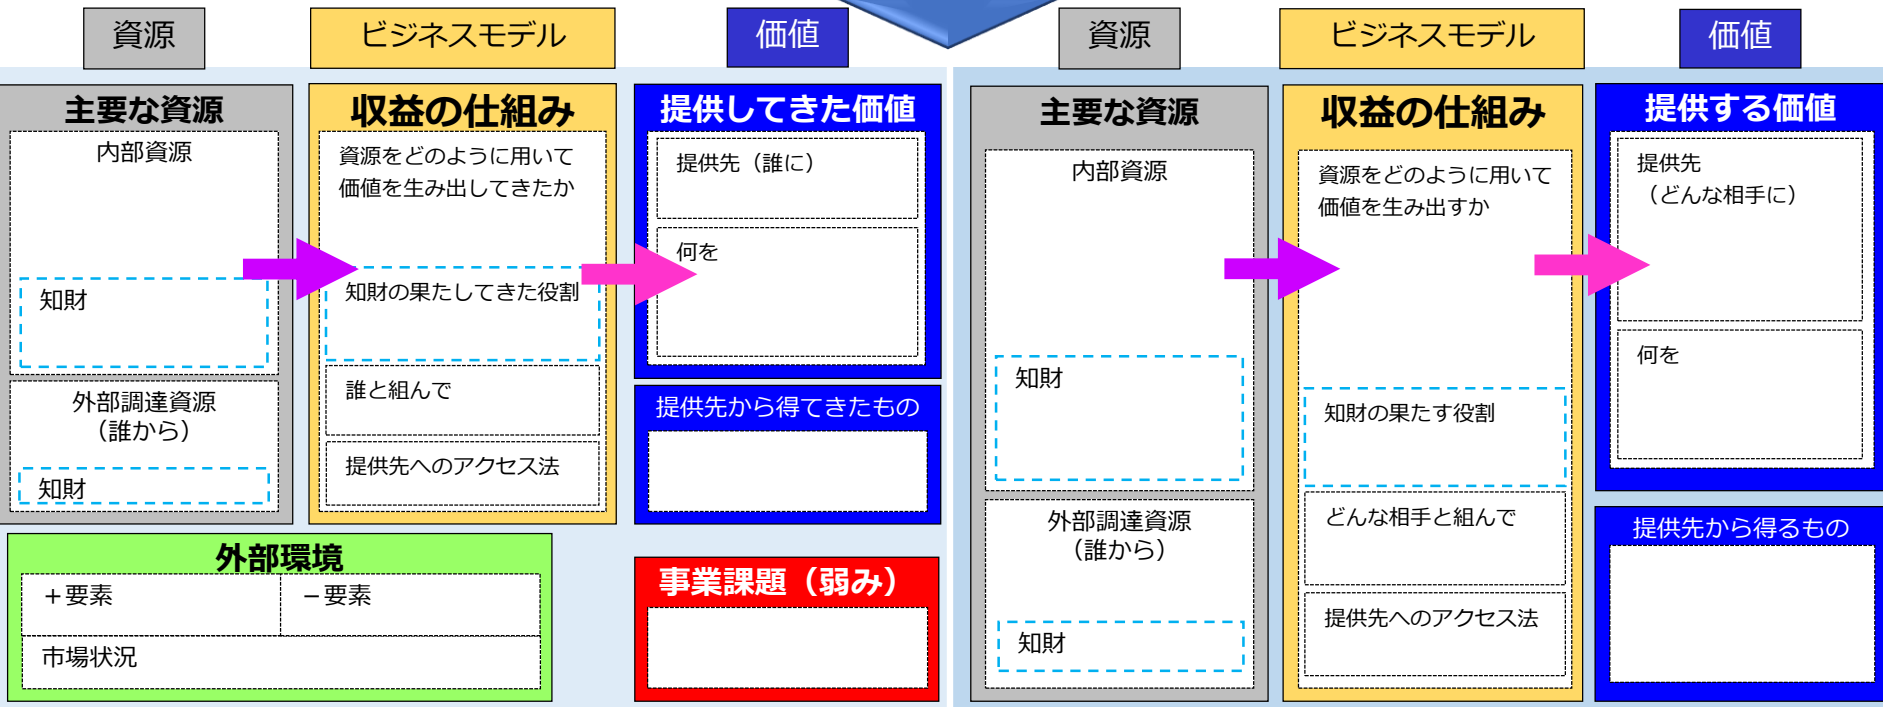 資源
ビジネスモデル
価値
主要な資源
内部資源
知財
外部調達資源
（誰から）
知財
収益の仕組み
資源をどのように用いて
価値を生み出してきたか
知財の果たしてきた役割
誰と組んで
提供先へのアクセス法
提供してきた価値
提供先（誰に）
何を
提供先から得てきたもの
外部環境
＋要素
－要素
市場状況
事業課題（弱み）
資源
ビジネスモデル
価値
主要な資源
内部資源
知財
外部調達資源
（誰から）
知財
収益の仕組み
資源をどのように用いて
価値を生み出すか
知財の果たす役割
どんな相手と組んで
提供先へのアクセス法
提供する価値
提供先
（どんな相手に）
何を
提供先から得るもの